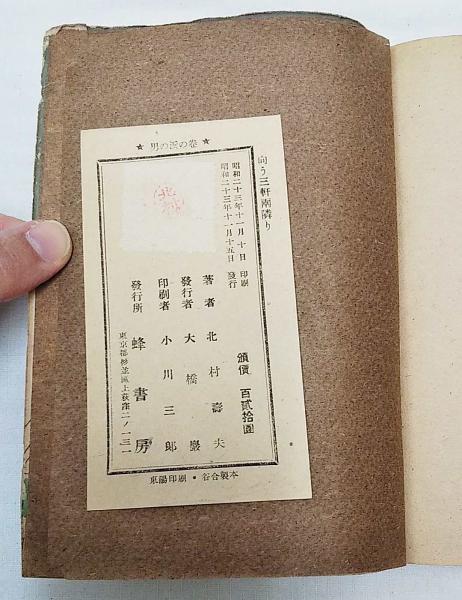 ★ 男の涙の巻 ★
向う三軒両隣り
昭和二十三年十一月十日 印刷
昭和二十三年十一月十五日 發行
頒價 百貳拾圓
著者 北村壽夫
發行者 大橋巖
印刷者 小川三郎
發行所 蜂書房
東京都杉並區上荻窪二ノ一三一
東陽印刷・谷合製本